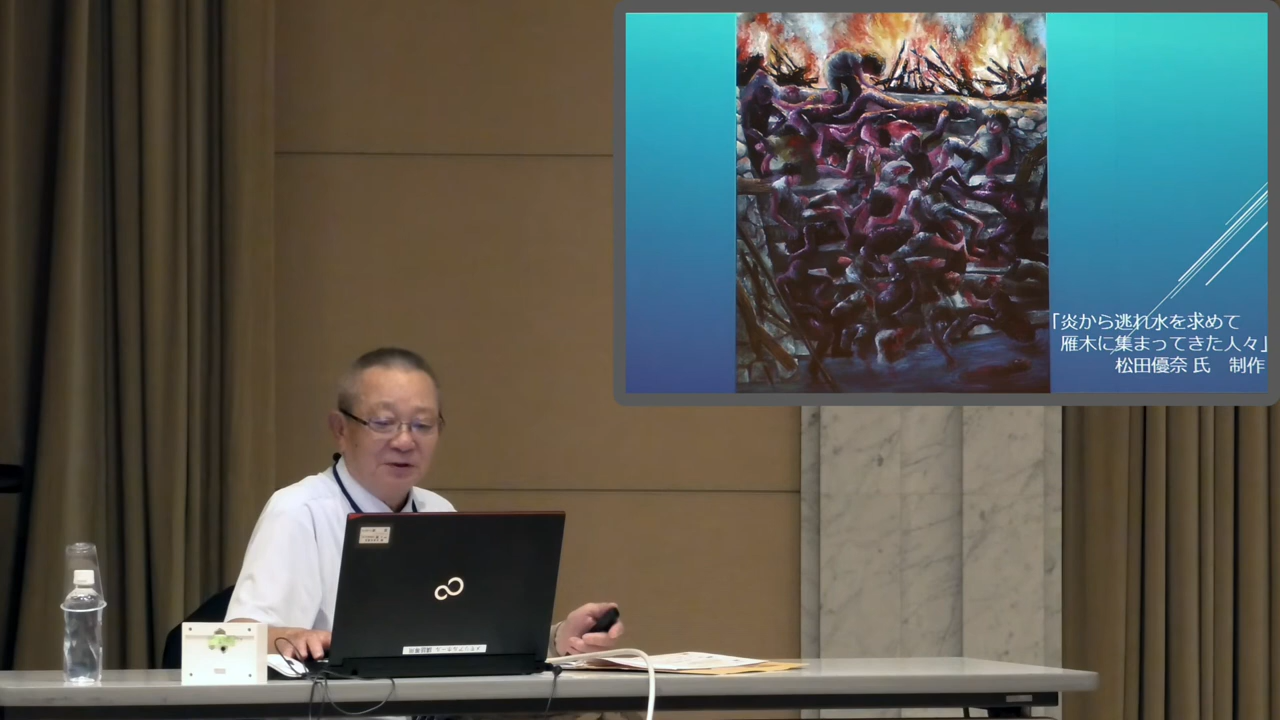 「炎から逃れ水を求めて
雁木に集まってきた人々」
松田優奈 氏　制作